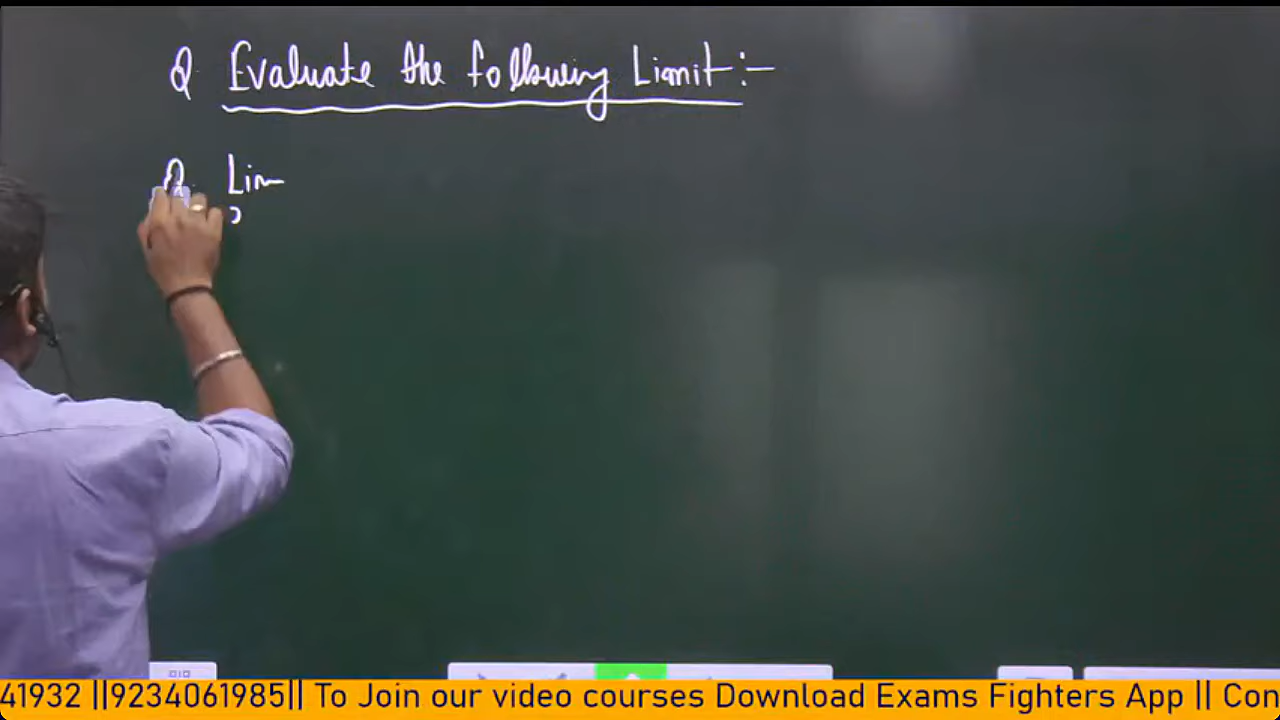 Q Evaluate the following Limit :-
Q. Lim
41932 ||9234061985|| To Join our video courses Download Exams Fighters App || Con